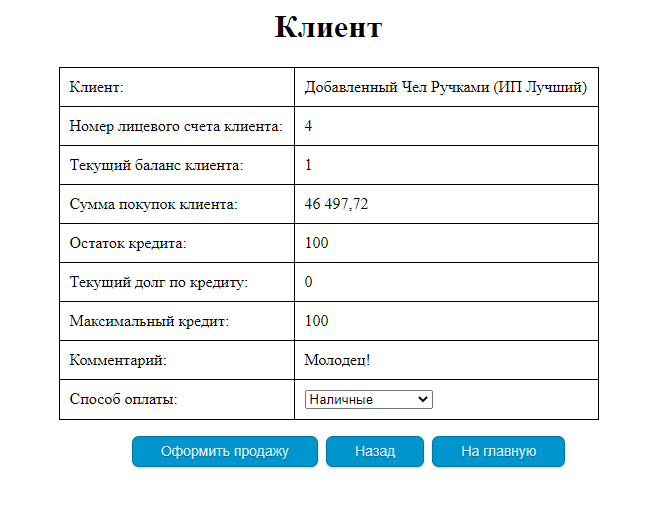 Клиент
Клиент: Добавленный Чел Ручками (ИП Лучший)
Номер лицевого счета клиента: 4
Текущий баланс клиента: 1
Сумма покупок клиента: 46 497,72
Остаток кредита: 100
Текущий долг по кредиту: 0
Максимальный кредит: 100
Комментарий: Молодец!
Способ оплаты: Наличные
Оформить продажу Назад На главную